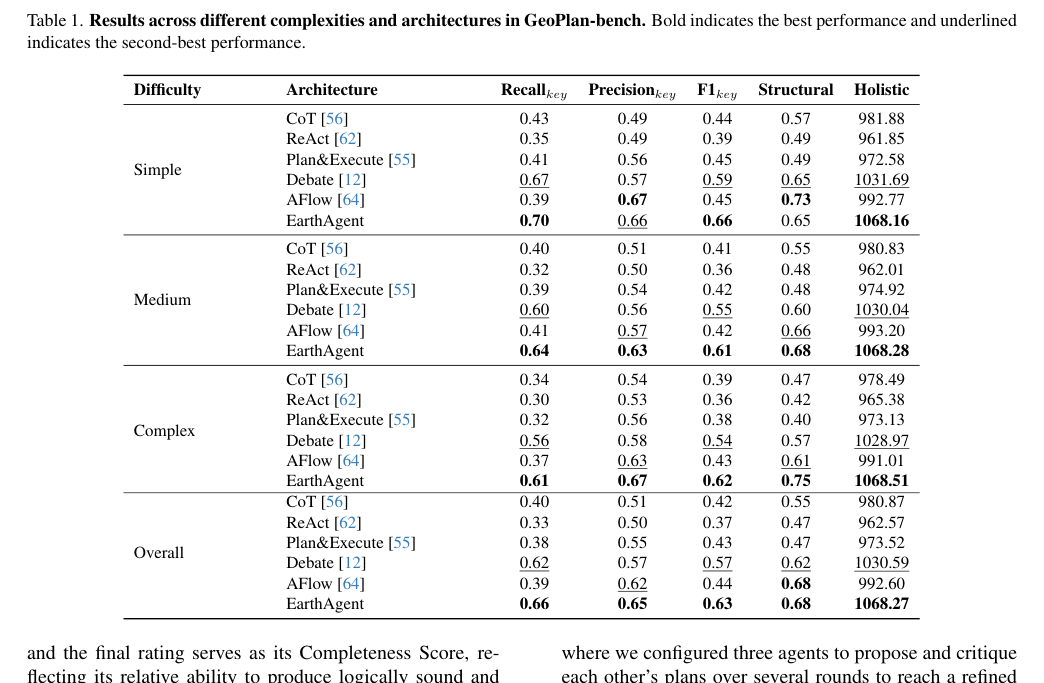 Table 1. Results across different complexities and architectures in GeoPlan-bench. Bold indicates the best performance and underlined
indicates the second-best performance.
Difficulty Architecture Recall_key Precision_key F1_key Structural Holistic
Simple
CoT [56] 0.43 0.49 0.44 0.57 981.88
ReAct [62] 0.35 0.49 0.39 0.49 961.85
Plan&Execute [55] 0.41 0.56 0.45 0.49 972.58
Debate [12] 0.67 0.57 0.59 0.65 1031.69
AFlow [64] 0.39 0.67 0.45 0.73 992.77
EarthAgent 0.70 0.66 0.66 0.65 1068.16
Medium
CoT [56] 0.40 0.51 0.41 0.55 980.83
ReAct [62] 0.32 0.50 0.36 0.48 962.01
Plan&Execute [55] 0.39 0.54 0.42 0.48 974.92
Debate [12] 0.60 0.56 0.55 0.60 1030.04
AFlow [64] 0.41 0.57 0.42 0.66 993.20
EarthAgent 0.64 0.63 0.61 0.68 1068.28
Complex
CoT [56] 0.34 0.54 0.39 0.47 978.49
ReAct [62] 0.30 0.53 0.36 0.42 965.38
Plan&Execute [55] 0.32 0.56 0.38 0.40 973.13
Debate [12] 0.56 0.58 0.54 0.57 1028.97
AFlow [64] 0.37 0.63 0.43 0.61 991.01
EarthAgent 0.61 0.67 0.62 0.75 1068.51
Overall
CoT [56] 0.40 0.51 0.42 0.55 980.87
ReAct [62] 0.33 0.50 0.37 0.47 962.57
Plan&Execute [55] 0.38 0.55 0.43 0.47 973.52
Debate [12] 0.62 0.57 0.57 0.62 1030.59
AFlow [64] 0.39 0.62 0.44 0.68 992.60
EarthAgent 0.66 0.65 0.63 0.68 1068.27
and the final rating serves as its Completeness Score, re-
flecting its relative ability to produce logically sound and
where we configured three agents to propose and critique
each other's plans over several rounds to reach a refined